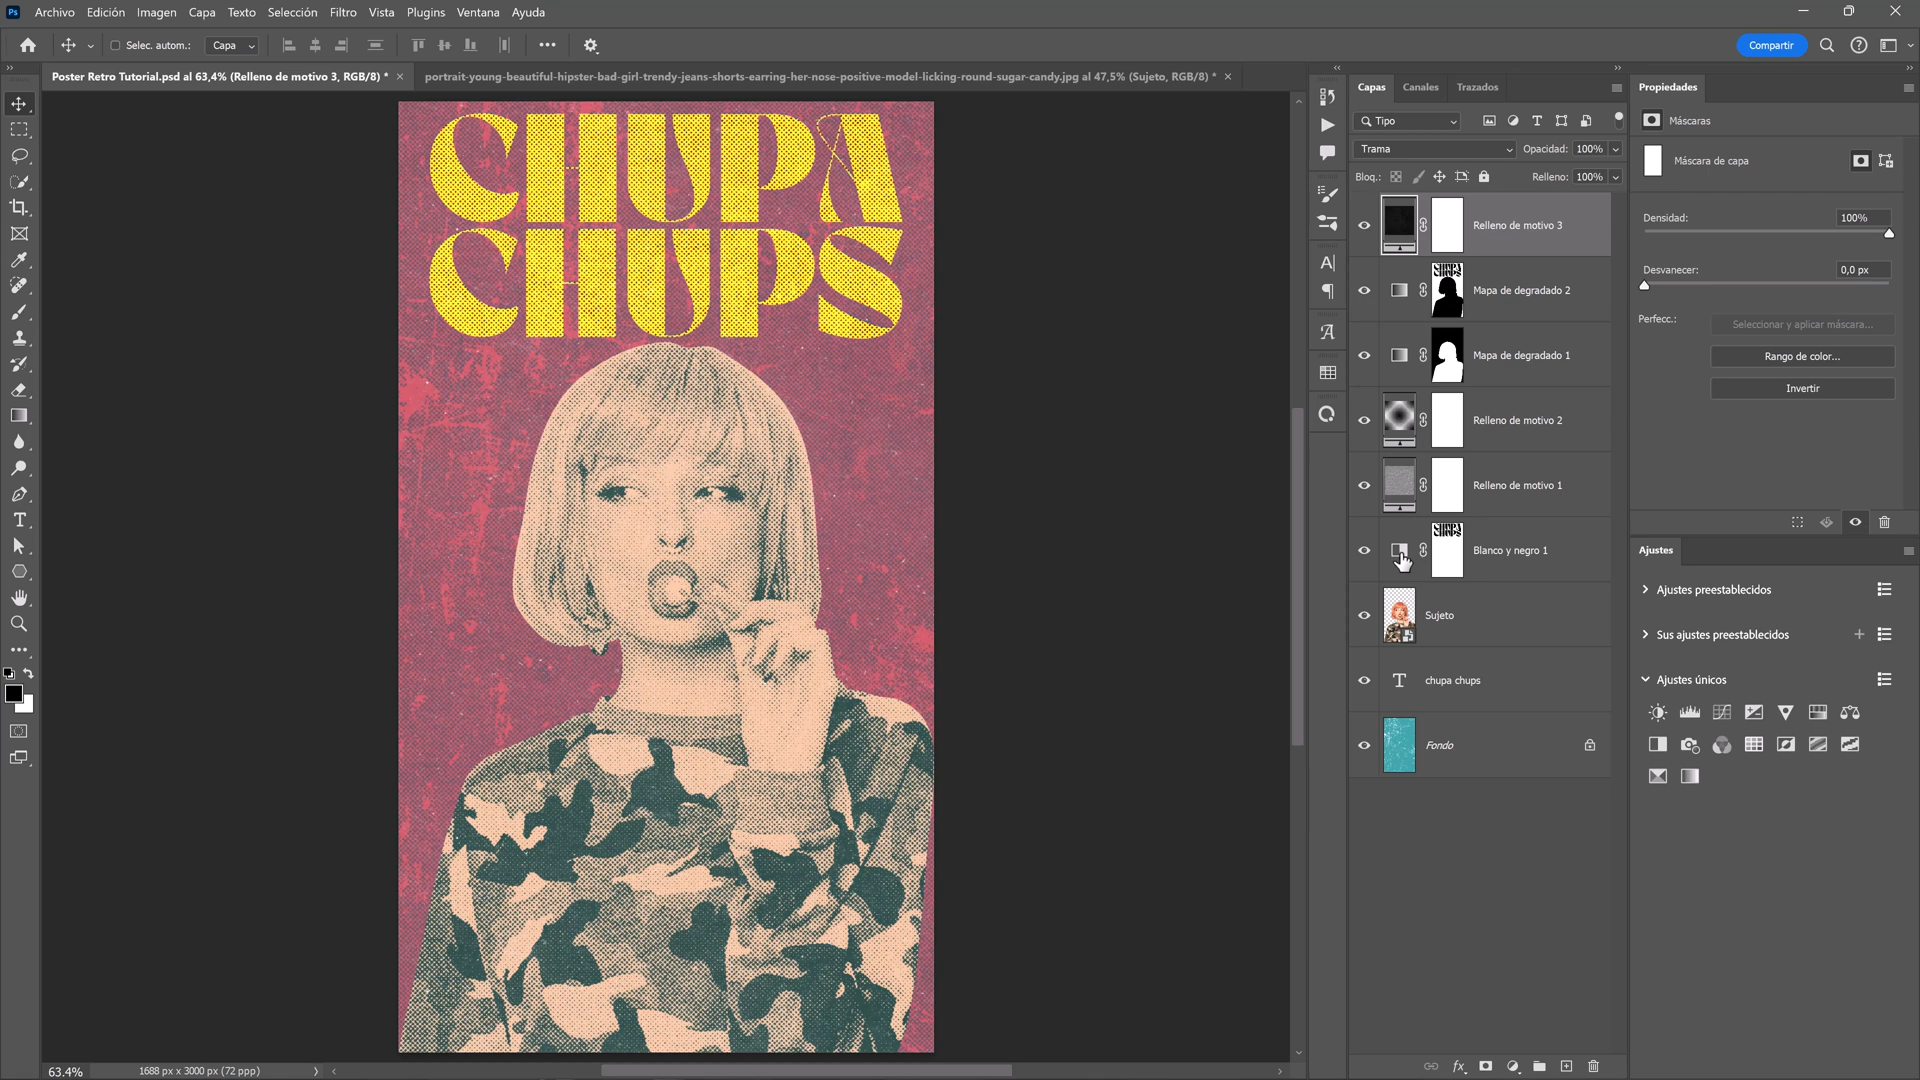 Ps Archivo Edición Imagen Capa Texto Selección Filtro Vista Plugins Ventana Ayuda
Selec. autom.: Capa Compartir
Poster Retro Tutorial.psd al 63,4% (Relleno de motivo 3, RGB/8) * × portrait-young-beautiful-hipster-bad-girl-trendy-jeans-shorts-earring-her-nose-positive-model-licking-round-sugar-candy.jpg al 47,5% (Sujeto, RGB/8) * ×
CHUPA
CHUPS
63.4% 1688 px x 3000 px (72 ppp)
Capas Canales Trazados
Tipo
Trama Opacidad: 100%
Bloq.: Relleno: 100%
Relleno de motivo 3
CHUPA
CHUPS
Mapa de degradado 2
Mapa de degradado 1
Relleno de motivo 2
Relleno de motivo 1
CHUPA
CHUPS
Blanco y negro 1
Sujeto
T chupa chups
Fondo
fx
Propiedades
Máscaras
Máscara de capa
Densidad: 100%
Desvanecer: 0,0 px
Perfecc.: Seleccionar y aplicar máscara...
Rango de color...
Invertir
Ajustes
Ajustes preestablecidos
Sus ajustes preestablecidos
Ajustes únicos